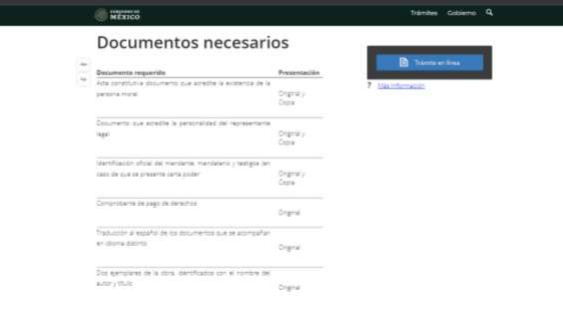 GOBIERNO DE
MÉXICO
Trámites Gobierno
Documentos necesarios
Trámite en línea
? Más información
Documento requerido Presentación
Acta constitutiva documento que acredite la existencia de la
persona moral
Original y
Copia
Documento que acredite la personalidad del representante
legal
Original y
Copia
Identificación oficial del mandante, mandatario y testigos (en
caso de que se presente carta poder
Original y
Copia
Comprobante de pago de derechos
Original
Traducción al español de los documentos que se acompañan
en idioma distinto
Original
Dos ejemplares de la obra, identificados con el nombre del
autor y título
Original